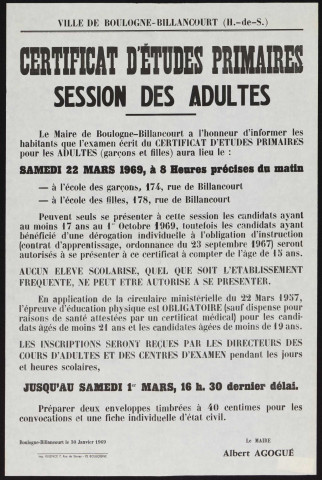 VILLE DE BOULOGNE-BILLANCOURT (H.-de-S.)
CERTIFICAT D'ÉTUDES PRIMAIRES
SESSION DES ADULTES
Le Maire de Boulogne-Billancourt a l'honneur d'informer les
habitants que l'examen écrit du CERTIFICAT D'ETUDES PRIMAIRES
pour les ADULTES (garçons et filles) aura lieu le :
SAMEDI 22 MARS 1969, à 8 Heures précises du matin
— à l'école des garçons, 174, rue de Billancourt
— à l'école des filles, 178, rue de Billancourt
Peuvent seuls se présenter à cette session les candidats ayant
au moins 17 ans au 1er Octobre 1969, toutefois les candidats ayant
bénéficié d'une dérogation individuelle à l'obligation d'instruction
(contrat d'apprentissage, ordonnance du 23 septembre 1967) seront
autorisés à se présenter à ce certificat à compter de l'âge de 15 ans.
AUCUN ELEVE SCOLARISE, QUEL QUE SOIT L'ETABLISSEMENT
FREQUENTE, NE PEUT ETRE AUTORISE A SE PRESENTER.
En application de la circulaire ministérielle du 22 Mars 1957,
l'épreuve d'éducation physique est OBLIGATOIRE (sauf dispense pour
raisons de santé attestées par un certificat médical) pour les candi-
dats âgés de moins 21 ans et les candidates âgées de moins de 19 ans.
LES INSCRIPTIONS SERONT REÇUES PAR LES DIRECTEURS DES
COURS D'ADULTES ET DES CENTRES D'EXAMEN pendant les jours
et heures scolaires,
JUSQU'AU SAMEDI 1er MARS, 16 h. 30 dernier délai.
Préparer deux enveloppes timbrées à 40 centimes pour les
convocations et une fiche individuelle d'état civil.
Boulogne-Billancourt le 30 Janvier 1969
Le MAIRE
Albert AGOGUÉ